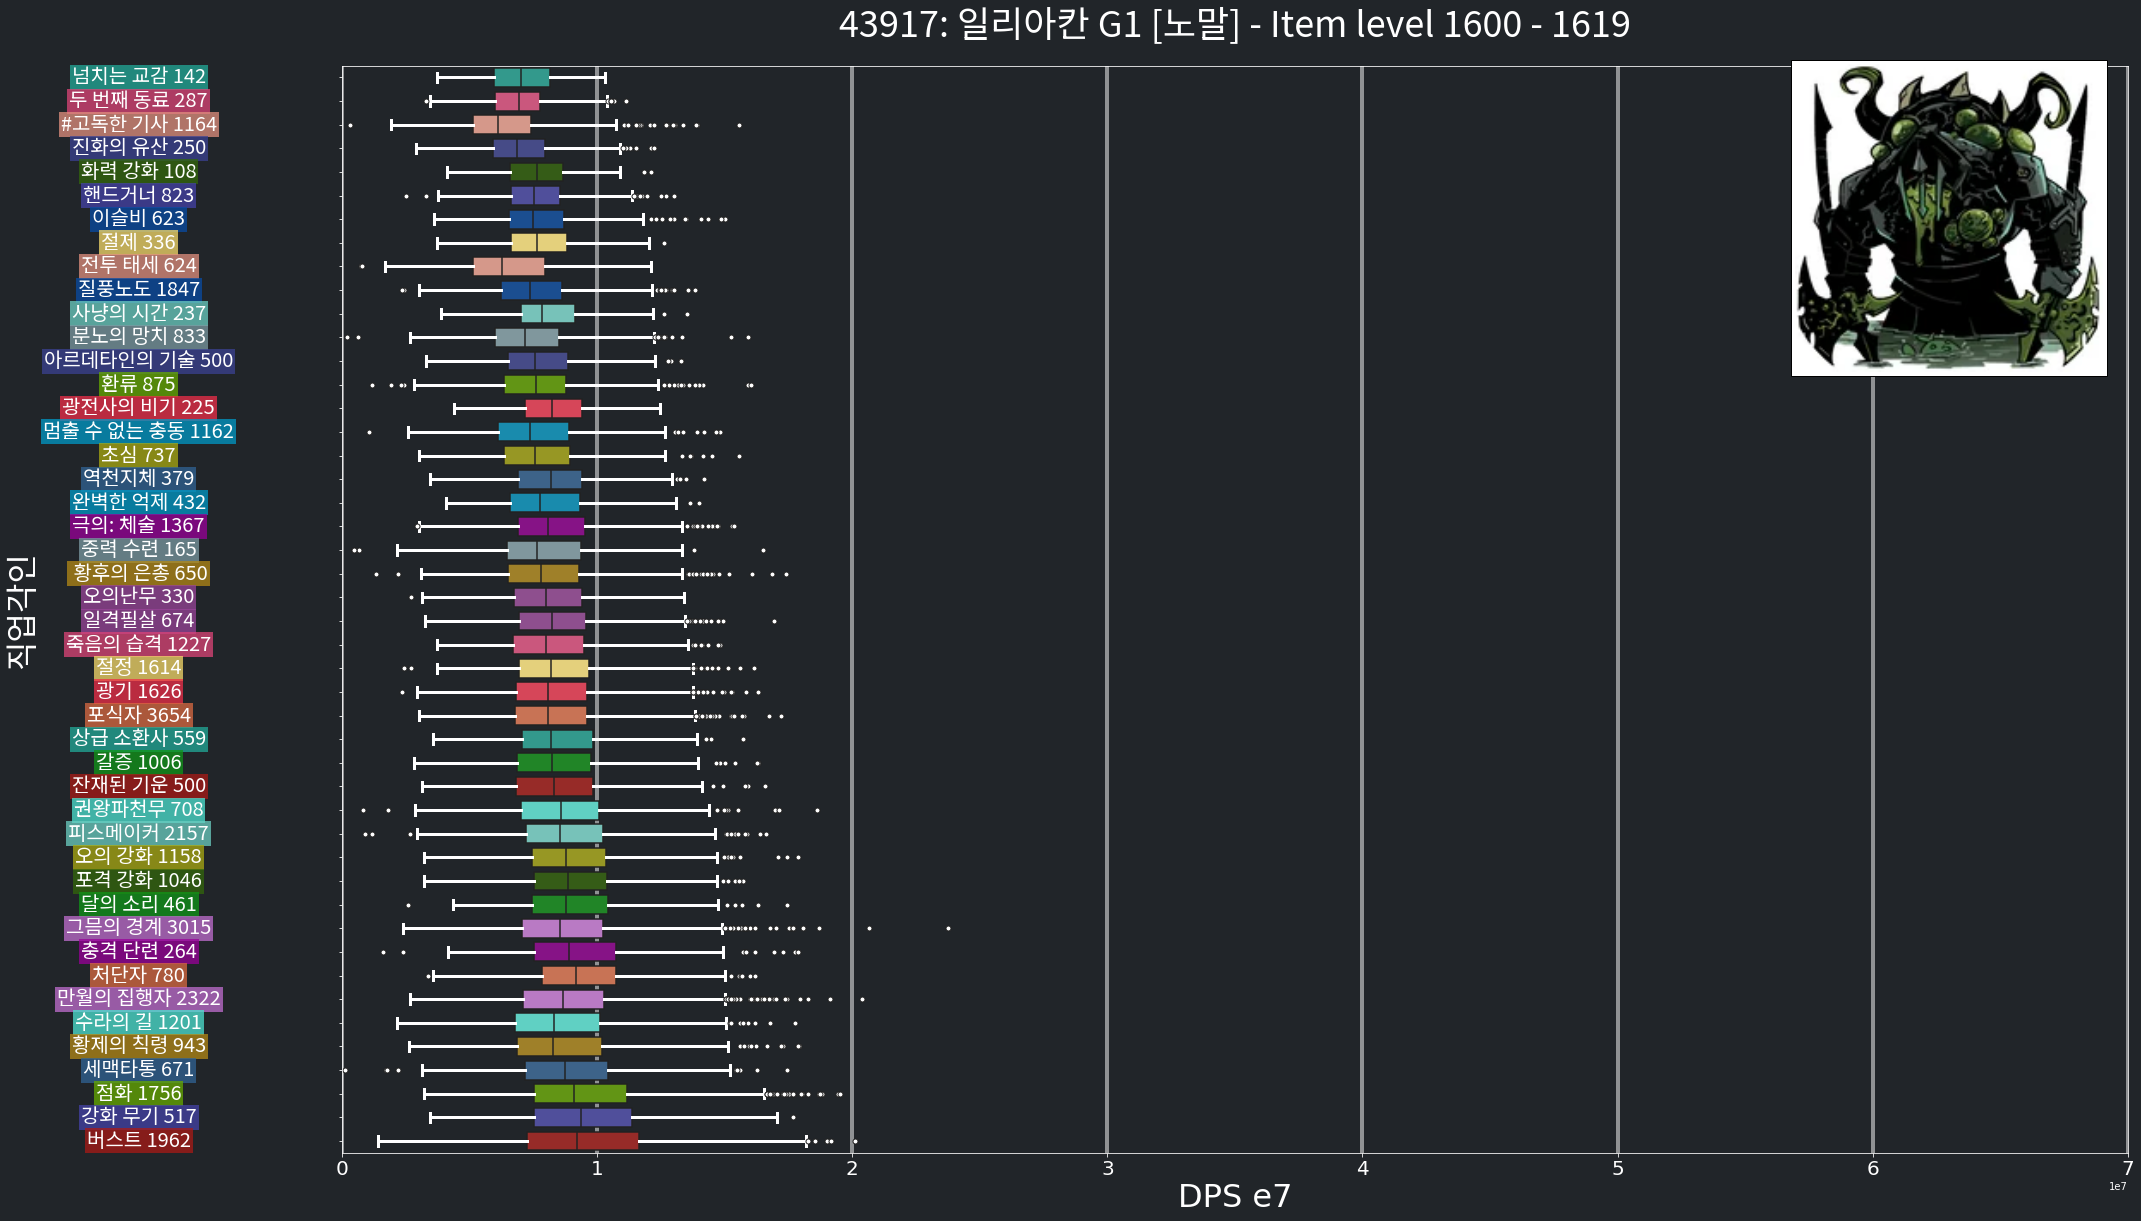 43917: 일리아칸 G1 [노말] - Item level 1600 - 1619
넘치는 교감 142
두 번째 동료 287
#고독한 기사 1164
진화의 유산 250
화력 강화 108
핸드거너 823
이슬비 623
절제 336
전투 태세 624
질풍노도 1847
사냥의 시간 237
분노의 망치 833
아르데타인의 기술 500
환류 875
광전사의 비기 225
멈출 수 없는 충동 1162
초심 737
역천지체 379
완벽한 억제 432
극의: 체술 1367
중력 수련 165
황후의 은총 650
오의난무 330
일격필살 674
죽음의 습격 1227
절정 1614
광기 1626
포식자 3654
상급 소환사 559
갈증 1006
잔재된 기운 500
권왕파천무 708
피스메이커 2157
오의 강화 1158
포격 강화 1046
달의 소리 461
그믐의 경계 3015
충격 단련 264
처단자 780
만월의 집행자 2322
수라의 길 1201
황제의 칙령 943
세맥타통 671
점화 1756
강화 무기 517
버스트 1962
직업각인
0 1 2 3 4 5 6 7
1e7
DPS e7